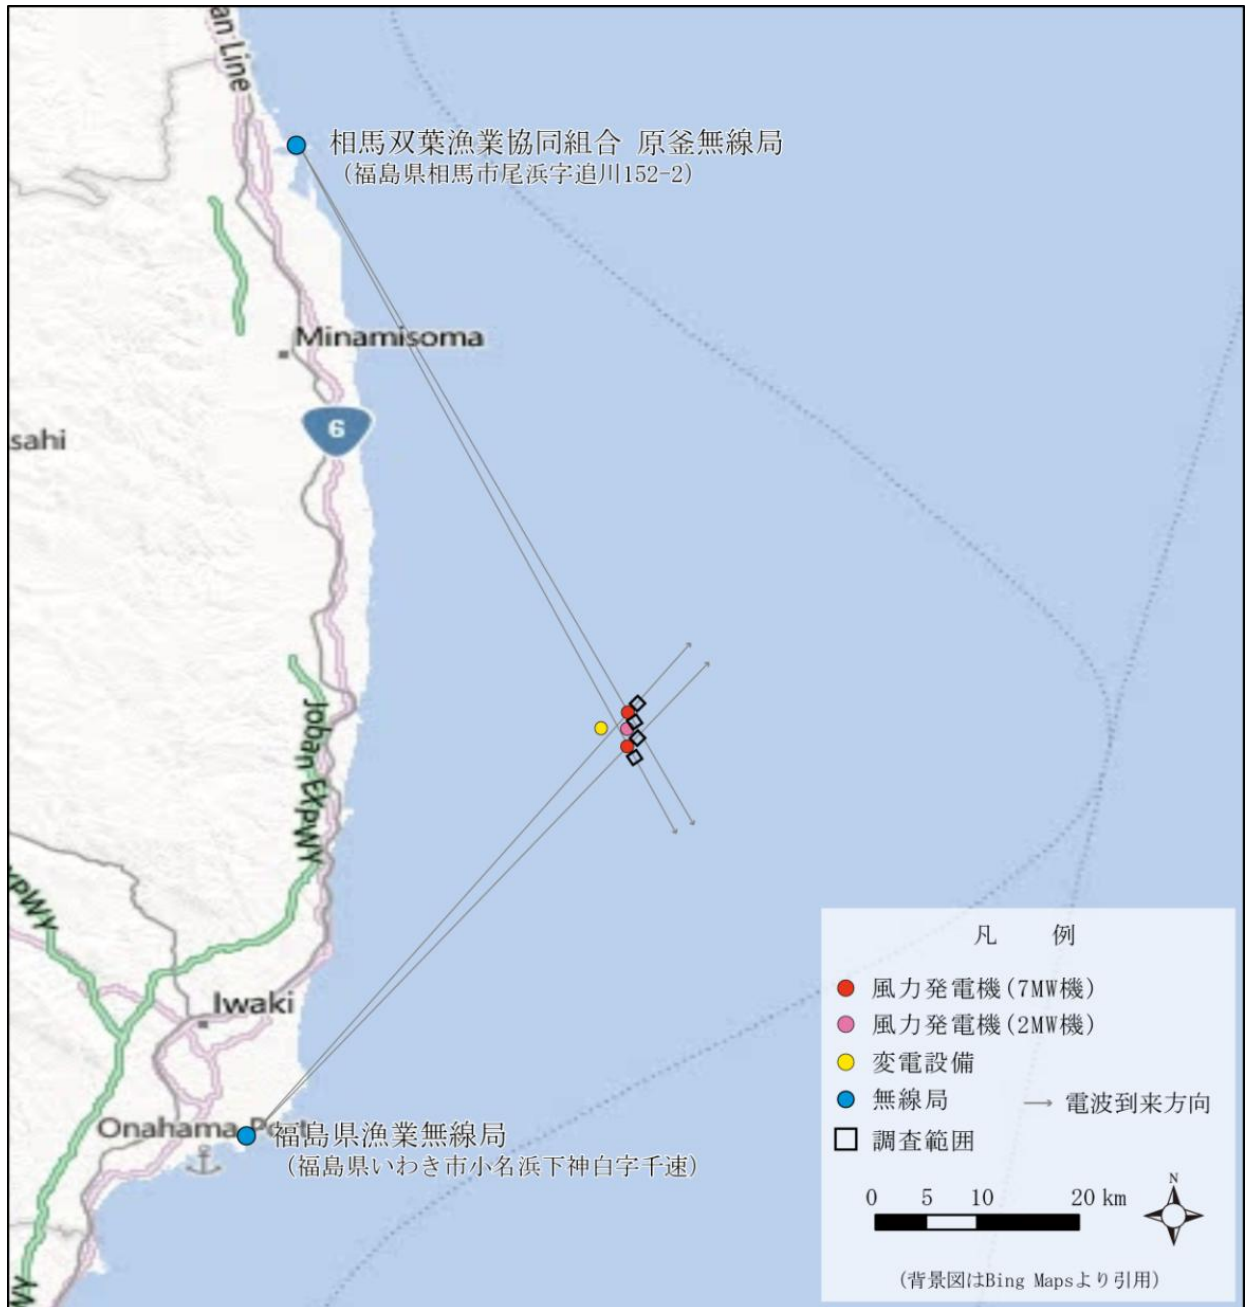 an Line
相馬双葉漁業協同組合 原釜無線局
(福島県相馬市尾浜字追川152-2)
Minamisoma
6
sahi
Joban ExpWY
xpWY
Iwaki
Onahama Port
福島県漁業無線局
(福島県いわき市小名浜下神白字千速)
WY
凡 例
風力発電機(7MW機)
風力発電機(2MW機)
変電設備
無線局
電波到来方向
調査範囲
0 5 10 20 km
N
(背景図はBing Mapsより引用)